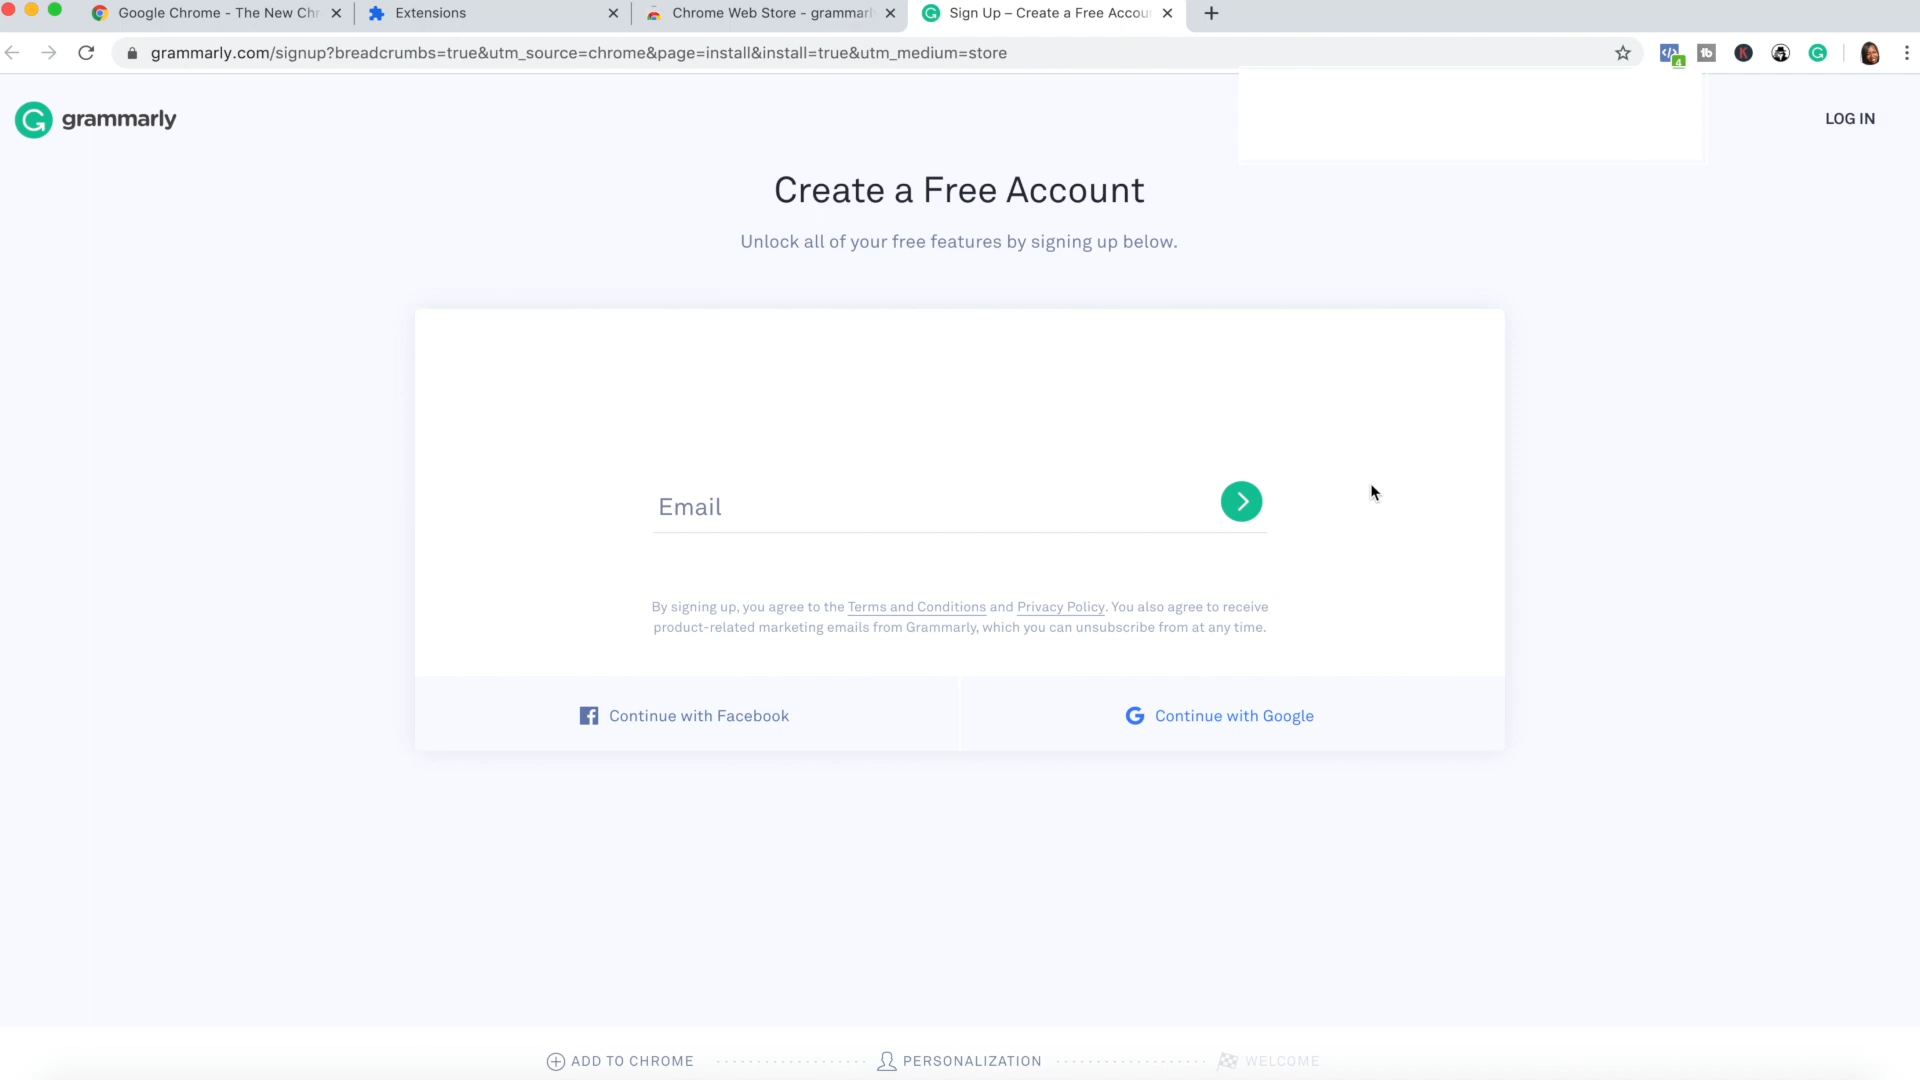 Google Chrome - The New Chr
Extensions
Chrome Web Store - grammarl
Sign Up – Create a Free Accou
grammarly.com/signup?breadcrumbs=true&utm_source=chrome&page=install&install=true&utm_medium=store
4
tb
K
grammarly
LOG IN
Create a Free Account
Unlock all of your free features by signing up below.
Email
By signing up, you agree to the Terms and Conditions and Privacy Policy. You also agree to receive
product-related marketing emails from Grammarly, which you can unsubscribe from at any time.
Continue with Facebook
Continue with Google
ADD TO CHROME
PERSONALIZATION
WELCOME